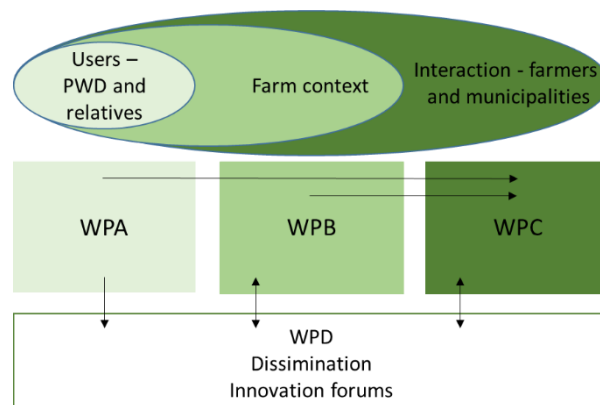 Users –
PWD and
relatives
Farm context
Interaction - farmers
and municipalities
WPA
WPB
WPC
WPD
Dissimination
Innovation forums